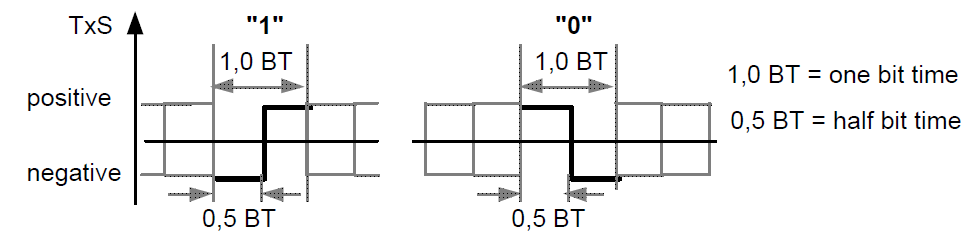 TxS "1" "0"
1,0 BT 1,0 BT
1,0 BT = one bit time
positive
0,5 BT = half bit time
negative
0,5 BT 0,5 BT